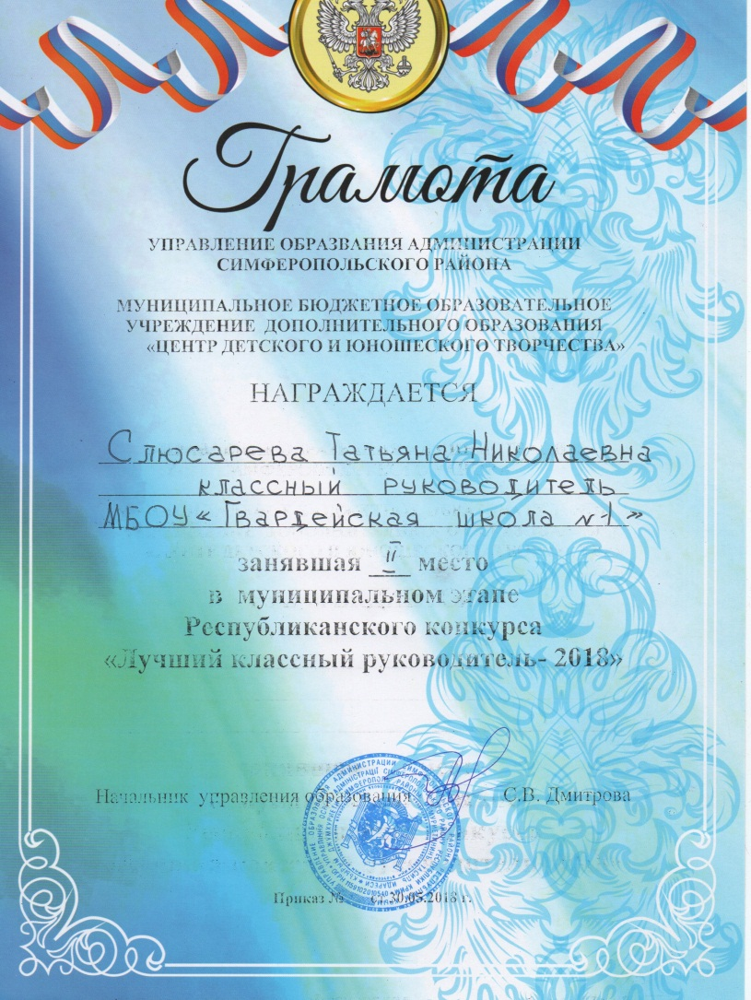 Грамота
УПРАВЛЕНИЕ ОБРАЗВАНИЯ АДМИНИСТРАЦИИ
СИМФЕРОПОЛЬСКОГО РАЙОНА
МУНИЦИПАЛЬНОЕ БЮДЖЕТНОЕ ОБРАЗОВАТЕЛЬНОЕ
УЧРЕЖДЕНИЕ ДОПОЛНИТЕЛЬНОГО ОБРАЗОВАНИЯ
«ЦЕНТР ДЕТСКОГО И ЮНОШЕСКОГО ТВОРЧЕСТВА»
НАГРАЖДАЕТСЯ
Слюсарева Татьяна Николаевна
классный руководитель
МБОУ «Гвардейская школа №1»
занявшая II место
в муниципальном этапе
Республиканского конкурса
«Лучший классный руководитель- 2018»
Начальник управления образования С.В. Дмитрова
Приказ № от 30.05.2018 г.